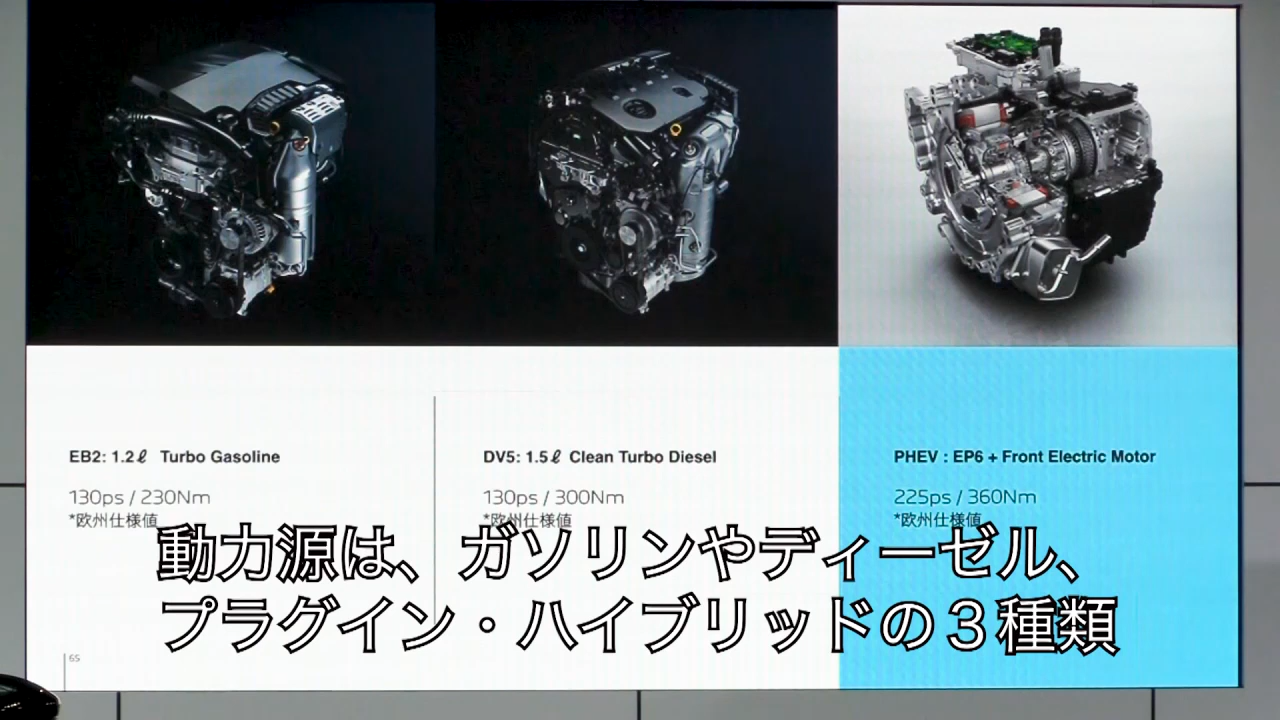 EB2: 1.2ℓ Turbo Gasoline
130ps / 230Nm
*欧州仕様値
DV5: 1.5ℓ Clean Turbo Diesel
130ps / 300Nm
*欧州仕様値
PHEV : EP6 + Front Electric Motor
225ps / 360Nm
*欧州仕様値
動力源は、ガソリンやディーゼル、
プラグイン・ハイブリッドの３種類
65